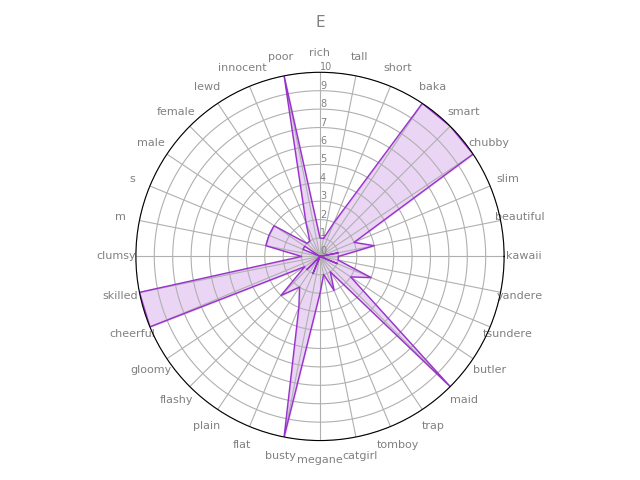 E
rich
poor
tall
innocent
short
lewd
baka
female
smart
male
chubby
s
slim
m
beautiful
clumsy
kawaii
skilled
yandere
cheerful
tsundere
gloomy
butler
flashy
maid
plain
trap
flat
tomboy
busty
catgirl
megane
10
9
8
7
6
5
4
3
2
1
0